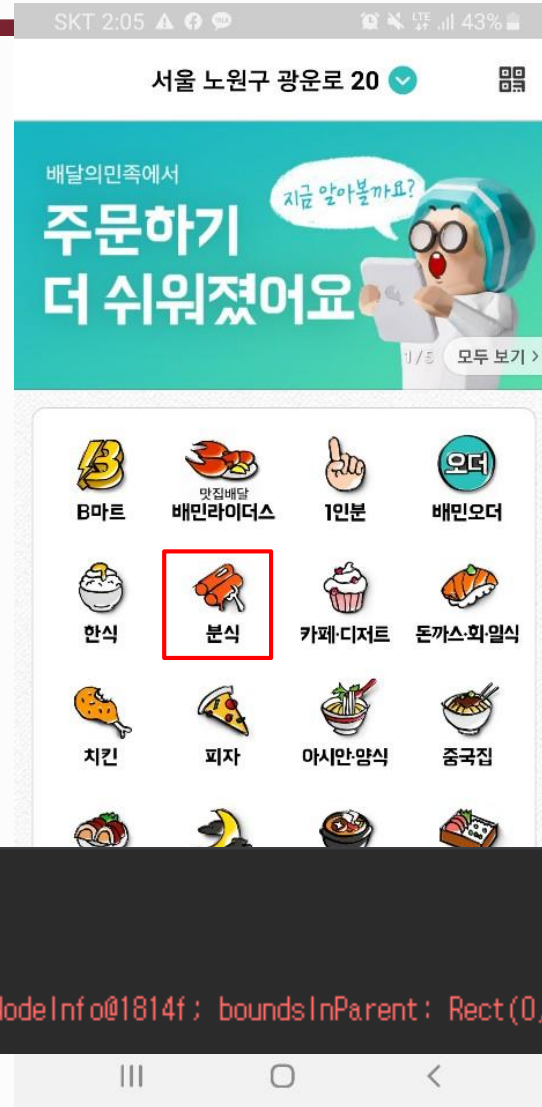 SKT 2:05 43%
서울 노원구 광운로 20
배달의민족에서
주문하기
더 쉬워졌어요
지금 알아볼까요?
1/5 모두 보기 >
B마트
맛집배달
배민라이더스
1인분
오더
배민오더
한식 분식 카페·디저트 돈까스·회·일식
치킨 피자 아시안·양식 중국집
NodeInfo@1814f; boundsInParent: Rect(0,